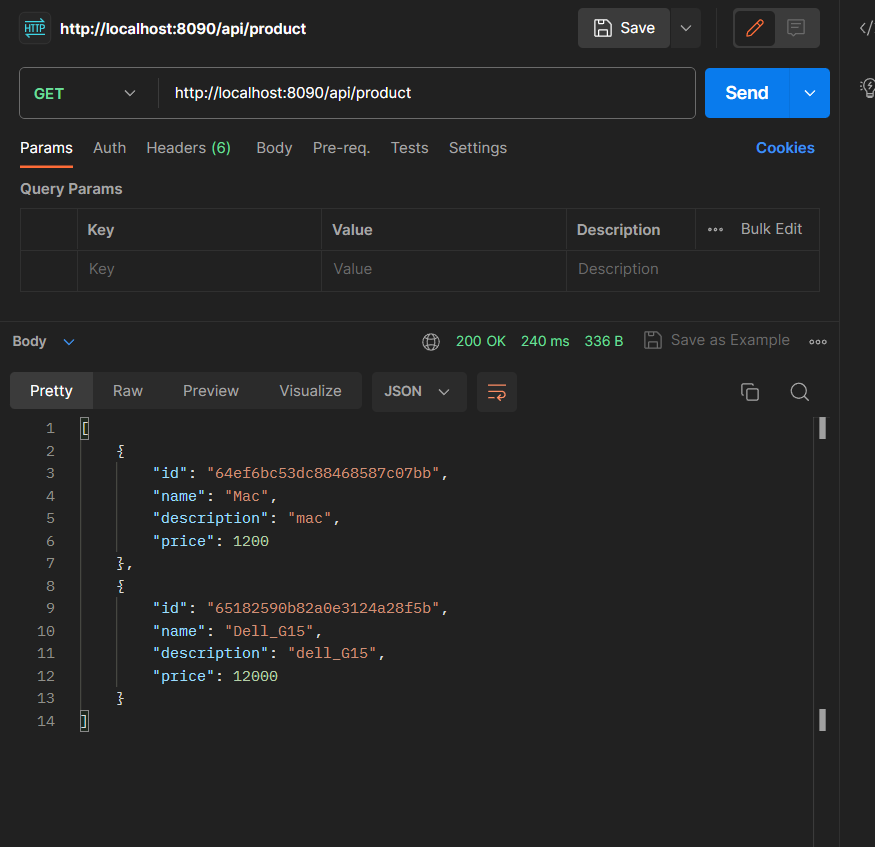 HTTP http://localhost:8090/api/product Save
GET http://localhost:8090/api/product Send
Params Auth Headers (6) Body Pre-req. Tests Settings Cookies
Query Params
Key Value Description ••• Bulk Edit
Key Value Description
Body 200 OK 240 ms 336 B Save as Example
Pretty Raw Preview Visualize JSON
1 [
2 {
3 "id": "64ef6bc53dc88468587c07bb",
4 "name": "Mac",
5 "description": "mac",
6 "price": 1200
7 },
8 {
9 "id": "65182590b82a0e3124a28f5b",
10 "name": "Dell_G15",
11 "description": "dell_G15",
12 "price": 12000
13 }
14 ]